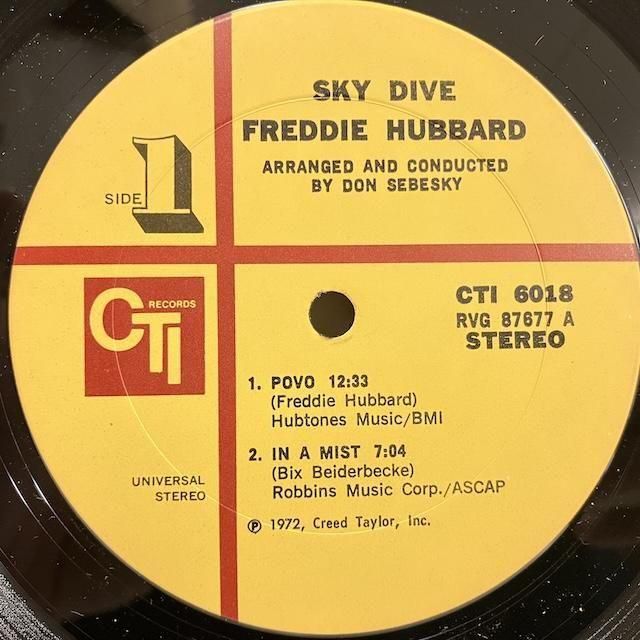 SKY DIVE
FREDDIE HUBBARD
ARRANGED AND CONDUCTED
BY DON SEBESKY
SIDE 1
CTI RECORDS
CTI 6018
RVG 87677 A
STEREO
1. POVO 12:33
(Freddie Hubbard)
Hubtones Music/BMI
2. IN A MIST 7:04
(Bix Beiderbecke)
Robbins Music Corp./ASCAP
UNIVERSAL
STEREO
℗ 1972, Creed Taylor, Inc.